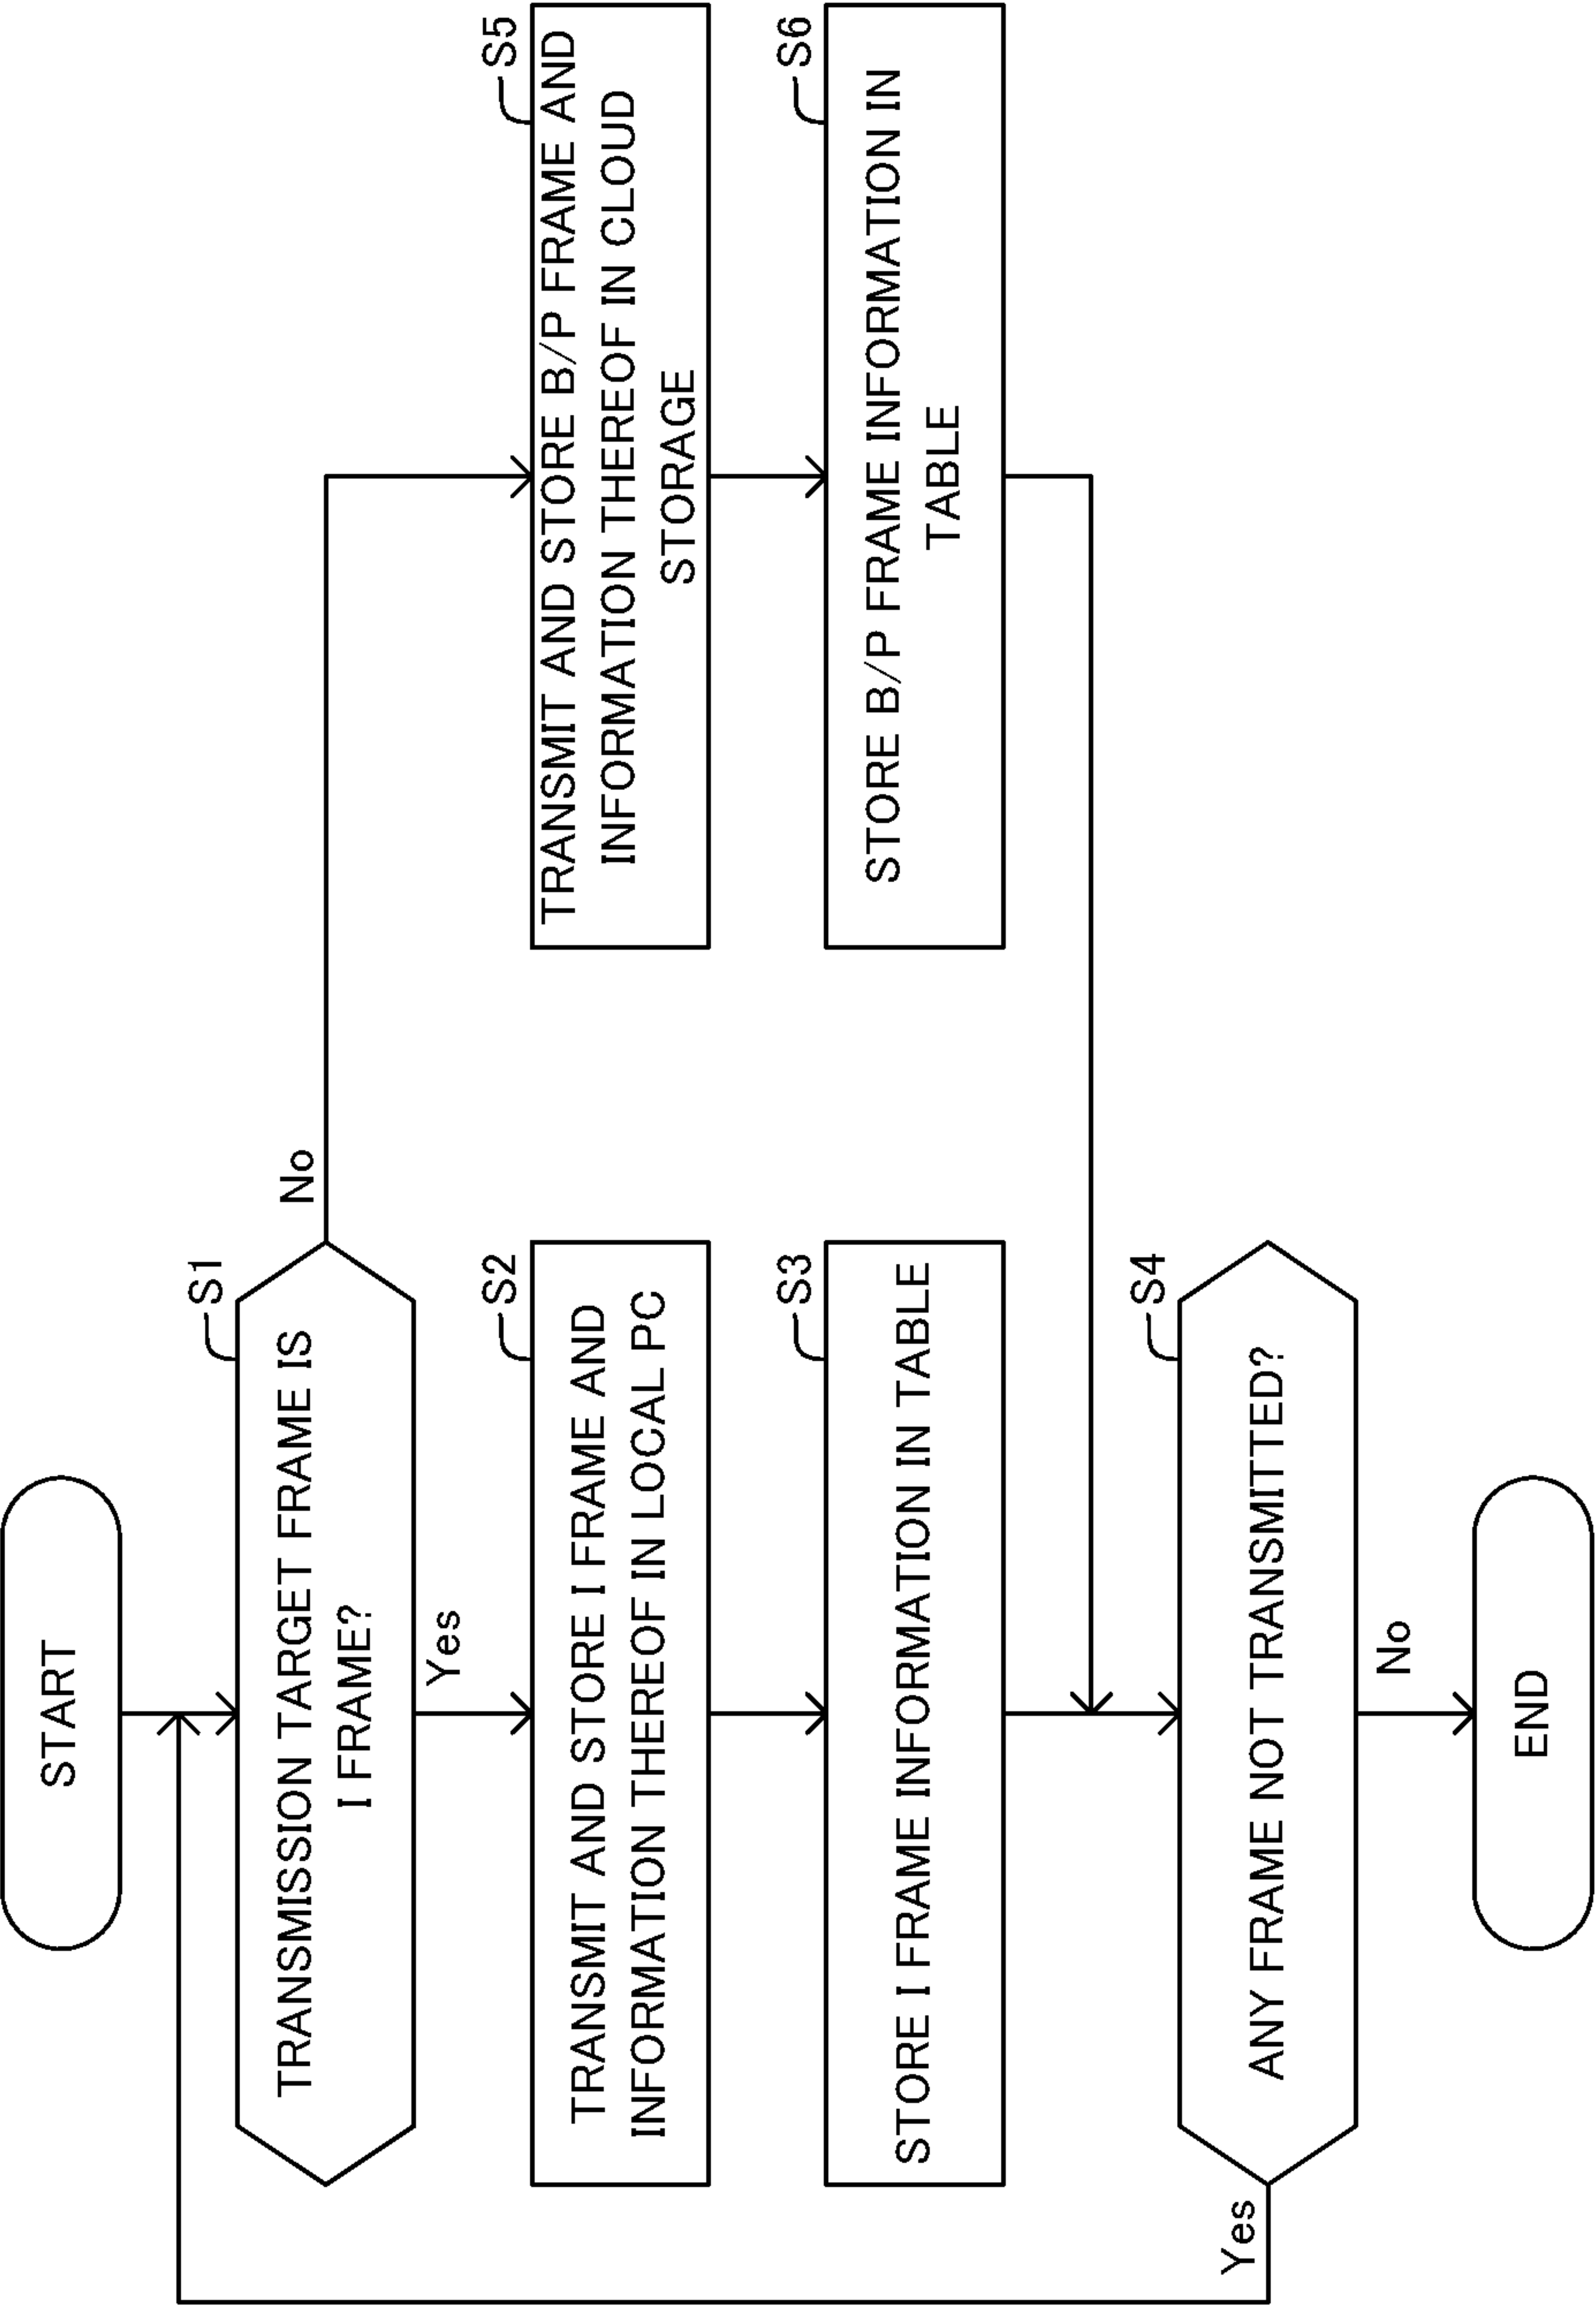 START
S1
TRANSMISSION TARGET FRAME IS
I FRAME?
No
Yes
S2
TRANSMIT AND STORE I FRAME AND
INFORMATION THEREOF IN LOCAL PC
S5
TRANSMIT AND STORE B/P FRAME AND
INFORMATION THEREOF IN CLOUD
STORAGE
S3
STORE I FRAME INFORMATION IN TABLE
S6
STORE B/P FRAME INFORMATION IN
TABLE
S4
ANY FRAME NOT TRANSMITTED?
Yes
No
END